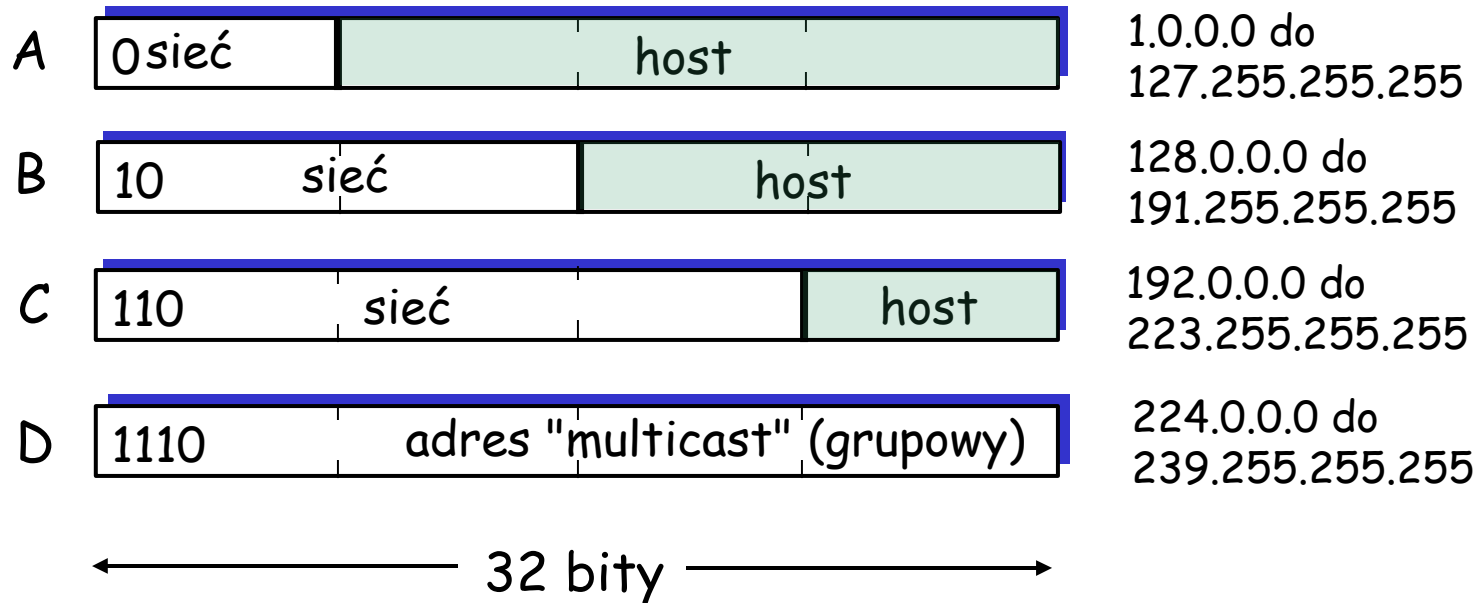 A
0 sieć host
1.0.0.0 do
127.255.255.255
B
10 sieć host
128.0.0.0 do
191.255.255.255
C
110 sieć host
192.0.0.0 do
223.255.255.255
D
1110 adres "multicast" (grupowy)
224.0.0.0 do
239.255.255.255
32 bity